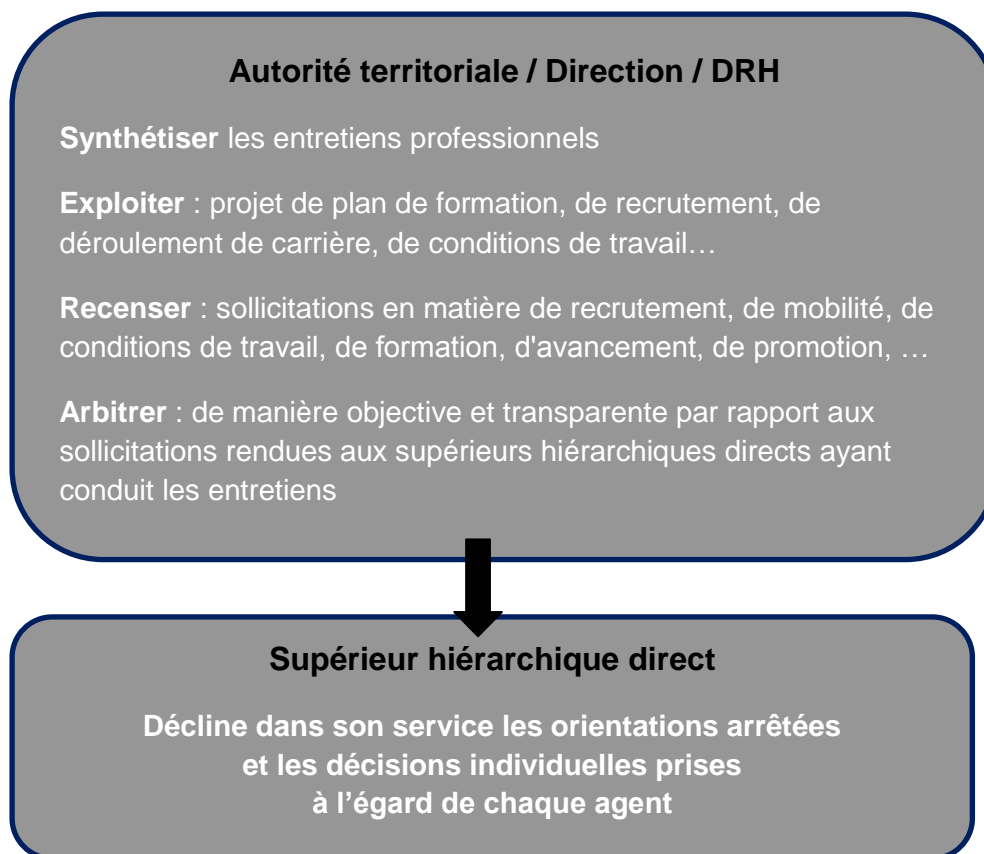 Autorité territoriale / Direction / DRH
Synthétiser les entretiens professionnels
Exploiter : projet de plan de formation, de recrutement, de
déroulement de carrière, de conditions de travail…
Recenser : sollicitations en matière de recrutement, de mobilité, de
conditions de travail, de formation, d'avancement, de promotion, …
Arbitrer : de manière objective et transparente par rapport aux
sollicitations rendues aux supérieurs hiérarchiques directs ayant
conduit les entretiens
Supérieur hiérarchique direct
Décline dans son service les orientations arrêtées
et les décisions individuelles prises
à l’égard de chaque agent